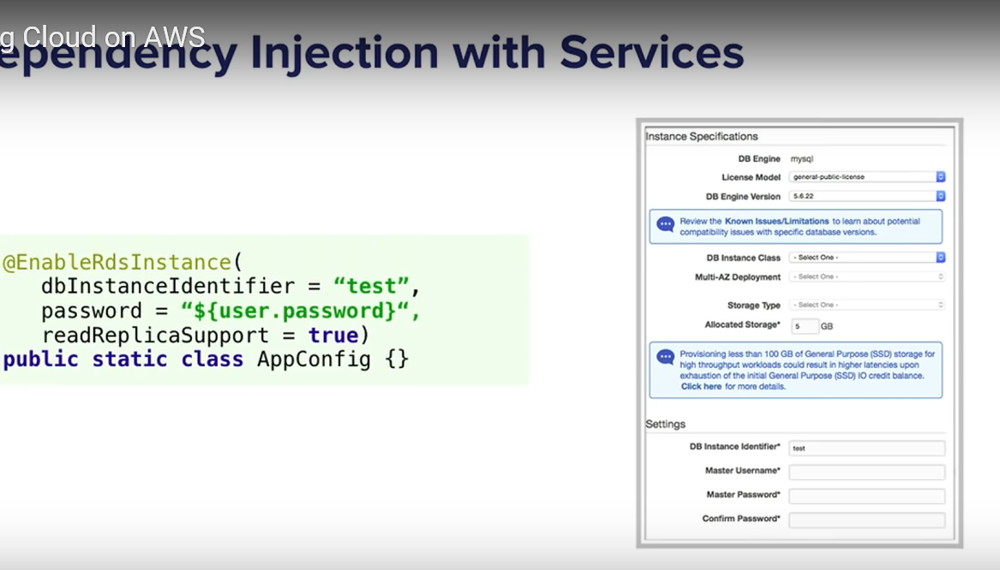 g Cloud on AWS
ependency Injection with Services
@EnableRdsInstance(
dbInstanceIdentifier = “test”,
password = “${user.password}“,
readReplicaSupport = true)
public static class AppConfig {}
Instance Specifications
DB Engine mysql
License Model general-public-license
DB Engine Version 5.6.22
Review the Known Issues/Limitations to learn about potential
compatibility issues with specific database versions.
DB Instance Class - Select One -
Multi-AZ Deployment - Select One -
Storage Type - Select One -
Allocated Storage* 5 GB
Provisioning less than 100 GB of General Purpose (SSD) storage for
high throughput workloads could result in higher latencies upon
exhaustion of the initial General Purpose (SSD) IO credit balance.
Click here for more details.
Settings
DB Instance Identifier* test
Master Username*
Master Password*
Confirm Password*